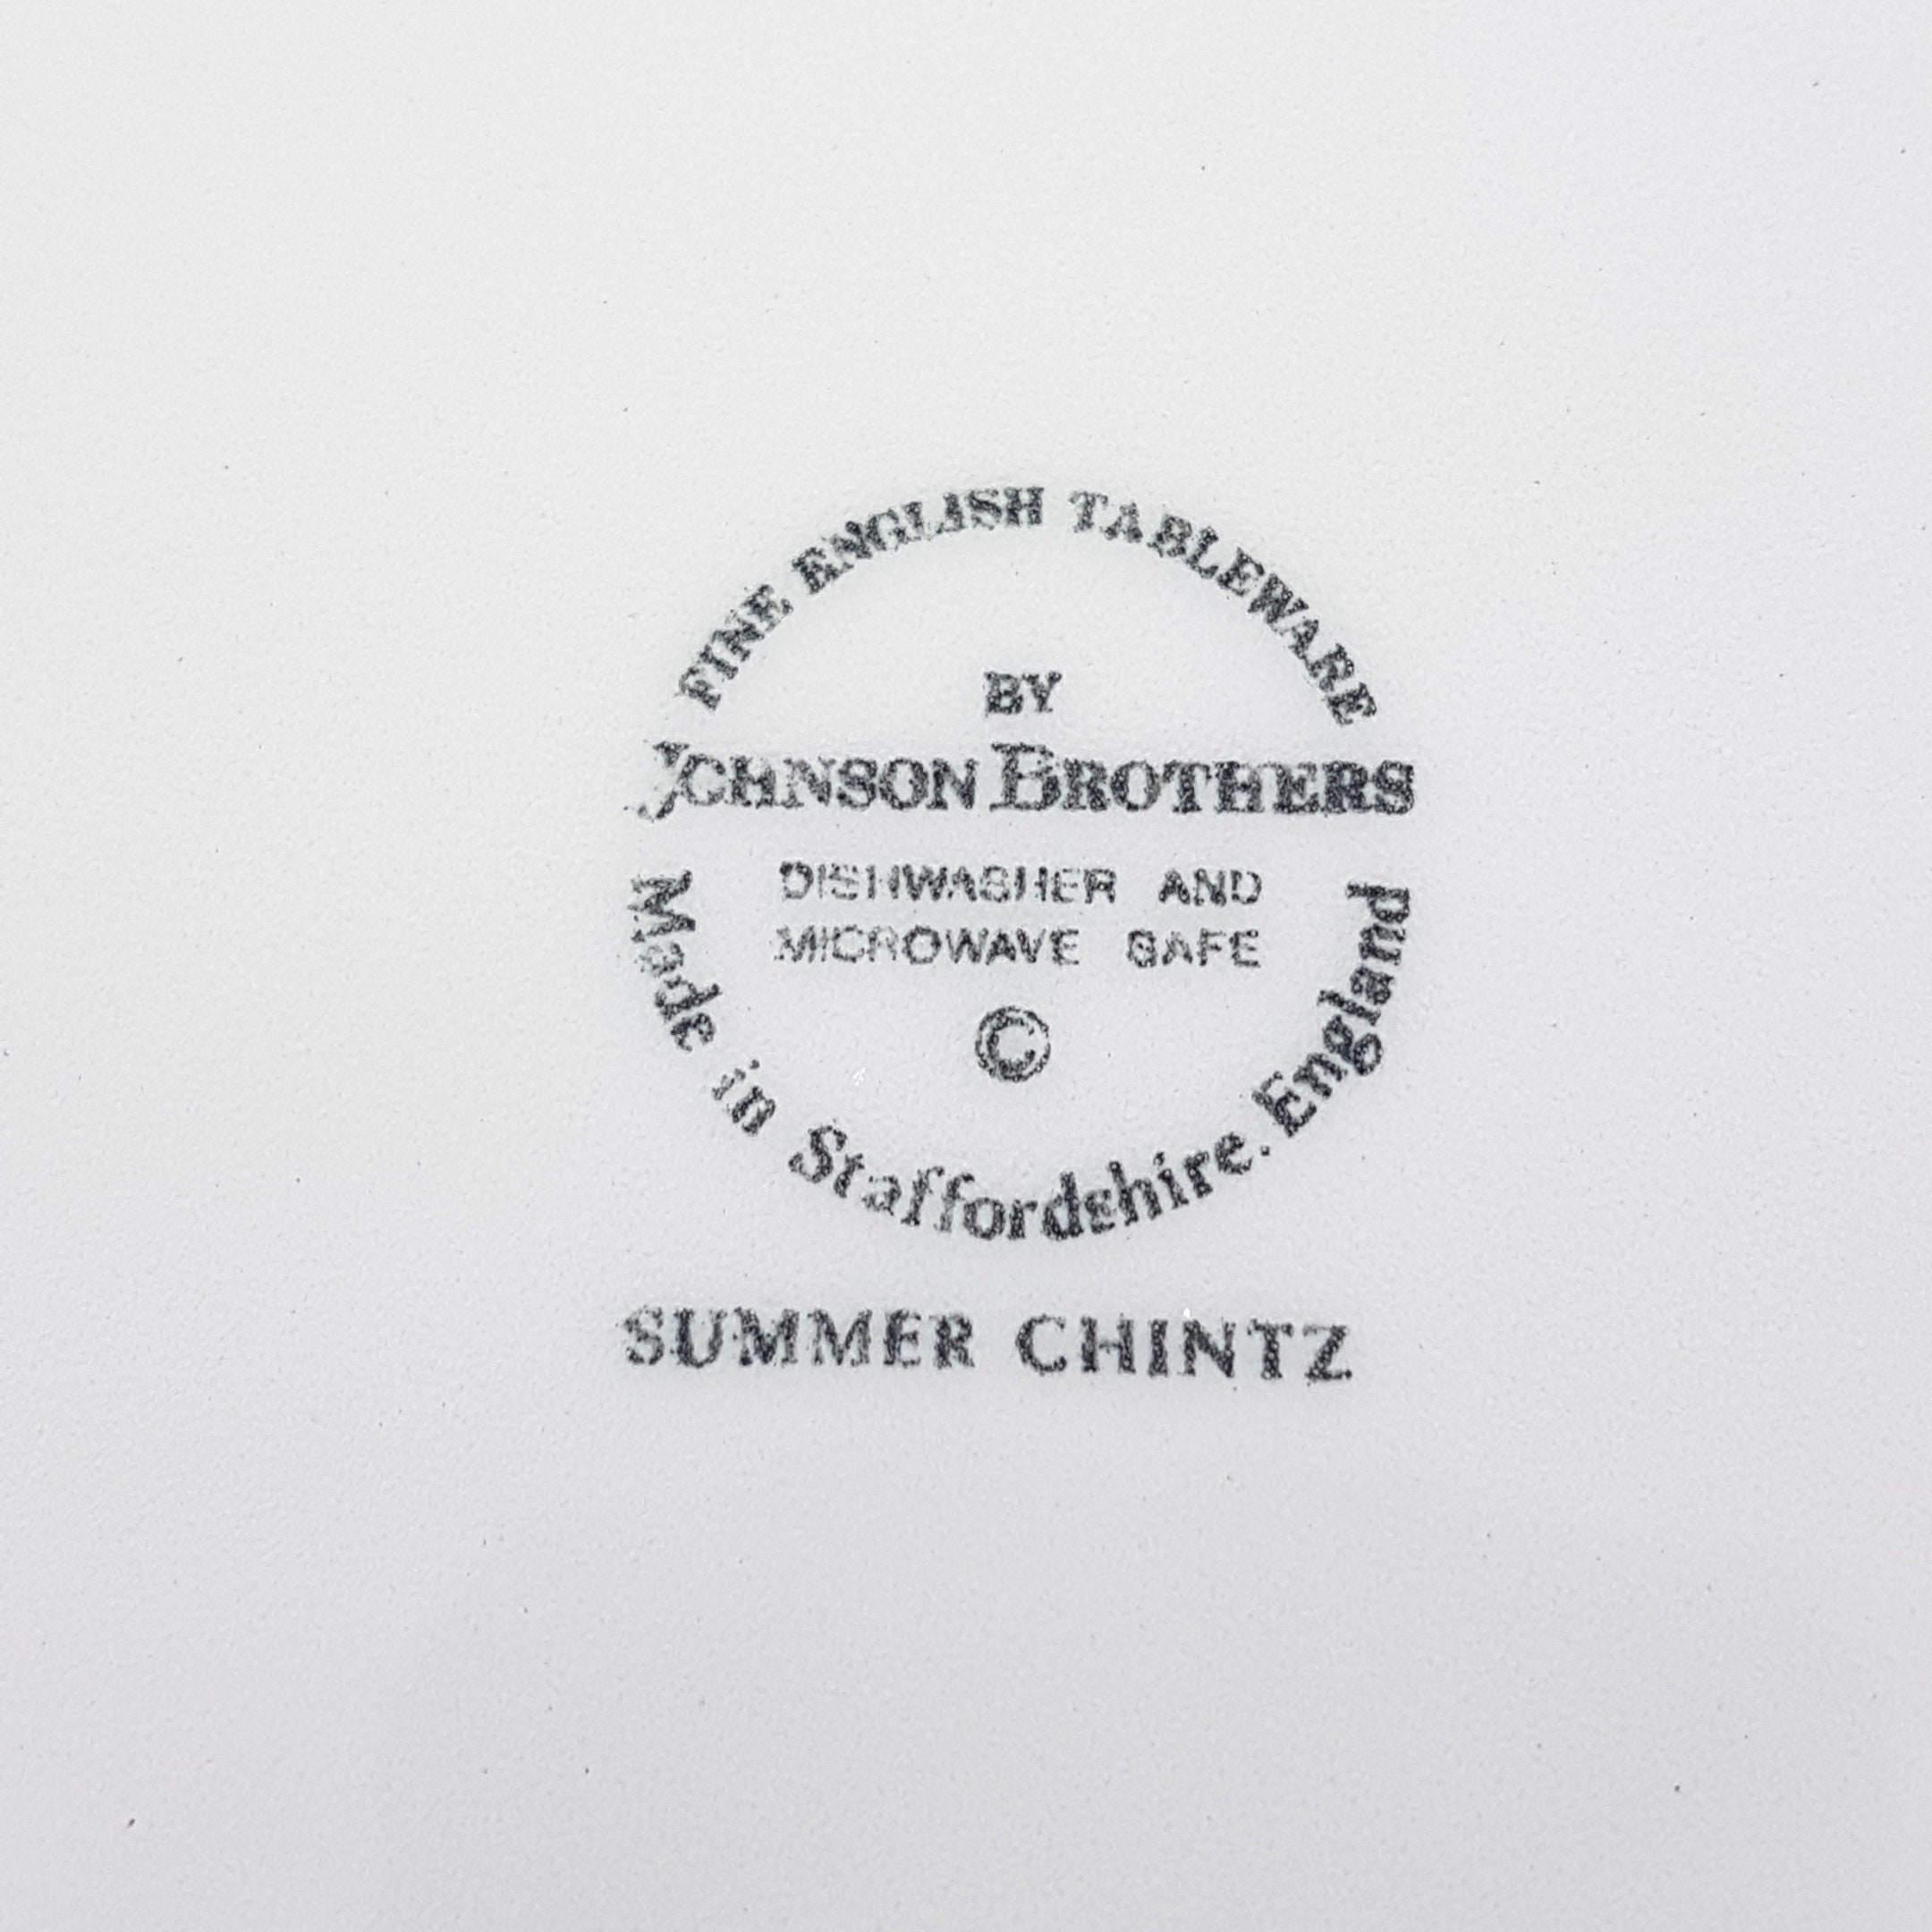 FINE ENGLISH TABLEWARE
BY
JOHNSON BROTHERS
DISHWASHER AND
MICROWAVE SAFE
©
Made in Staffordshire. England
SUMMER CHINTZ